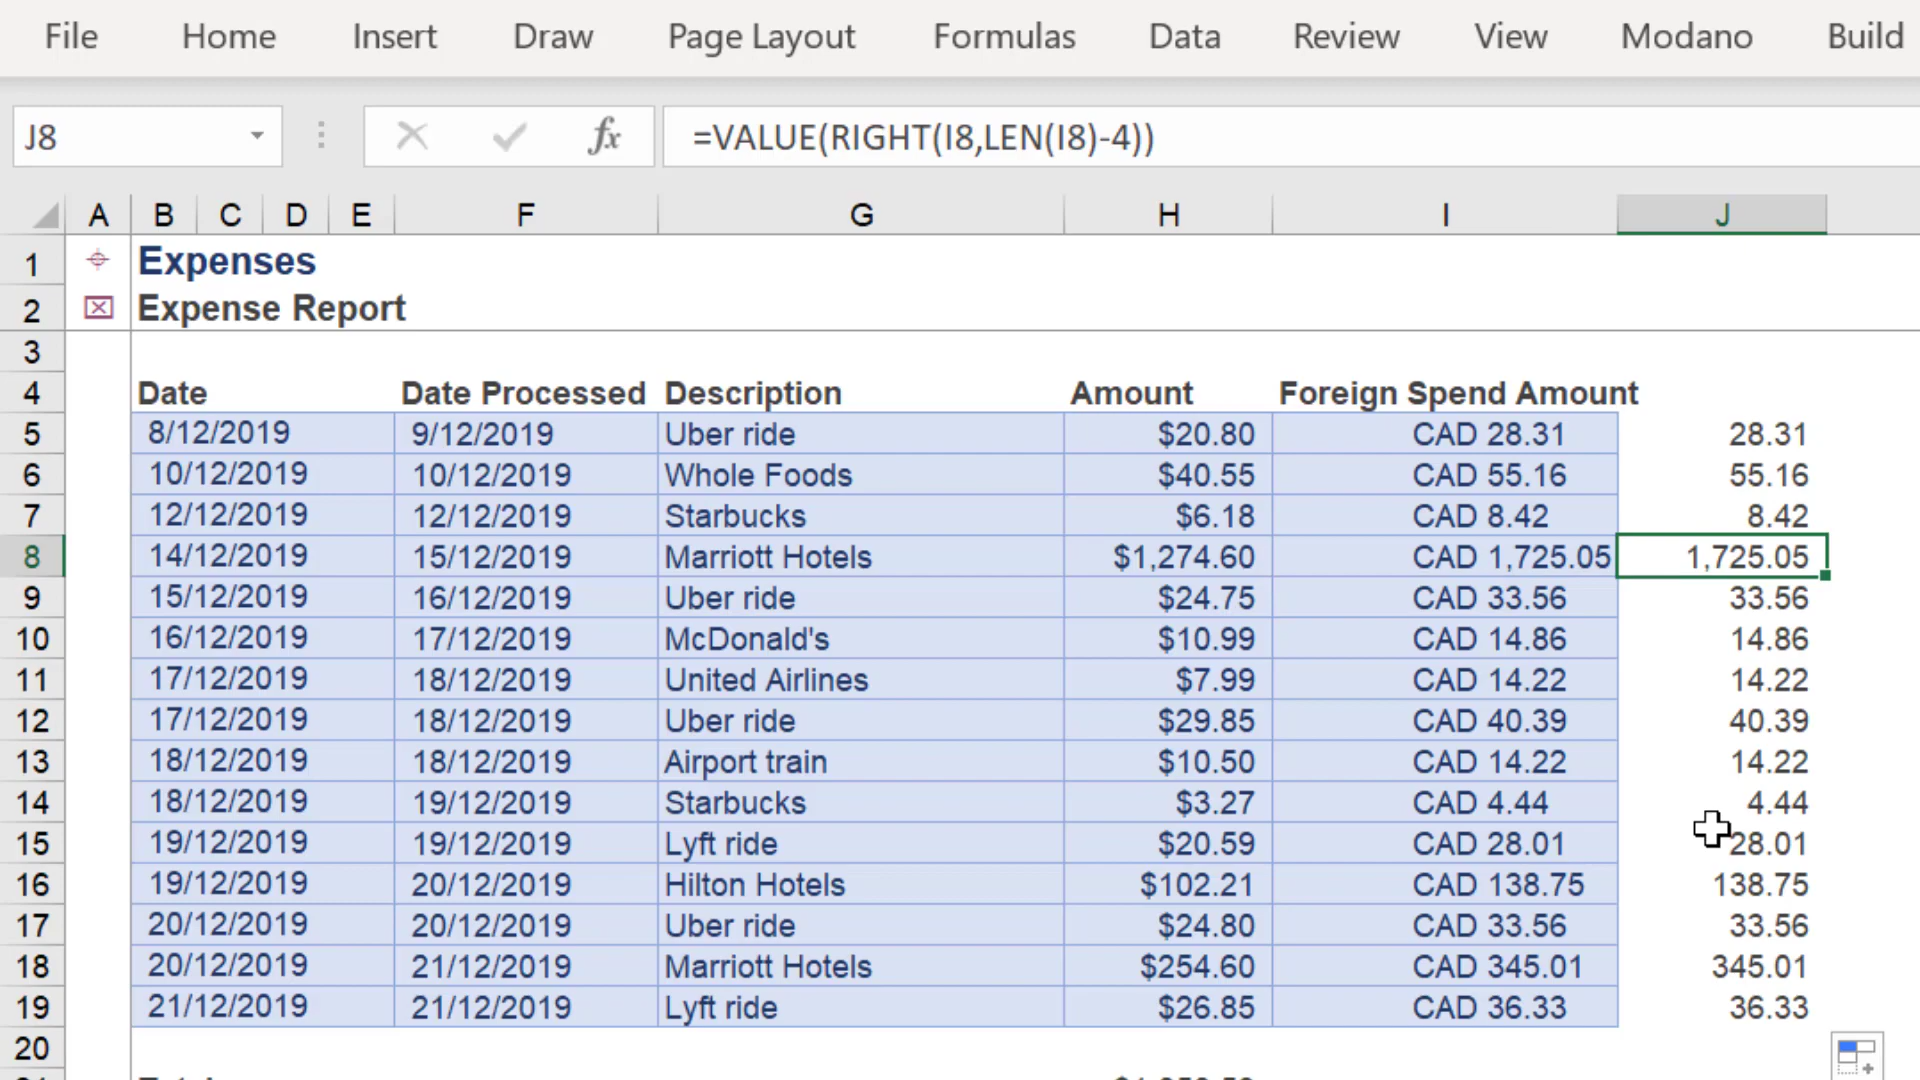 File Home Insert Draw Page Layout Formulas Data Review View Modano Build
J8 fx =VALUE(RIGHT(I8,LEN(I8)-4))
A B C D E F G H I J
1 Expenses
2 Expense Report
3
4 Date Date Processed Description Amount Foreign Spend Amount
5 8/12/2019 9/12/2019 Uber ride $20.80 CAD 28.31 28.31
6 10/12/2019 10/12/2019 Whole Foods $40.55 CAD 55.16 55.16
7 12/12/2019 12/12/2019 Starbucks $6.18 CAD 8.42 8.42
8 14/12/2019 15/12/2019 Marriott Hotels $1,274.60 CAD 1,725.05 1,725.05
9 15/12/2019 16/12/2019 Uber ride $24.75 CAD 33.56 33.56
10 16/12/2019 17/12/2019 McDonald's $10.99 CAD 14.86 14.86
11 17/12/2019 18/12/2019 United Airlines $7.99 CAD 14.22 14.22
12 17/12/2019 18/12/2019 Uber ride $29.85 CAD 40.39 40.39
13 18/12/2019 18/12/2019 Airport train $10.50 CAD 14.22 14.22
14 18/12/2019 19/12/2019 Starbucks $3.27 CAD 4.44 4.44
15 19/12/2019 19/12/2019 Lyft ride $20.59 CAD 28.01 28.01
16 19/12/2019 20/12/2019 Hilton Hotels $102.21 CAD 138.75 138.75
17 20/12/2019 20/12/2019 Uber ride $24.80 CAD 33.56 33.56
18 20/12/2019 21/12/2019 Marriott Hotels $254.60 CAD 345.01 345.01
19 21/12/2019 21/12/2019 Lyft ride $26.85 CAD 36.33 36.33
20